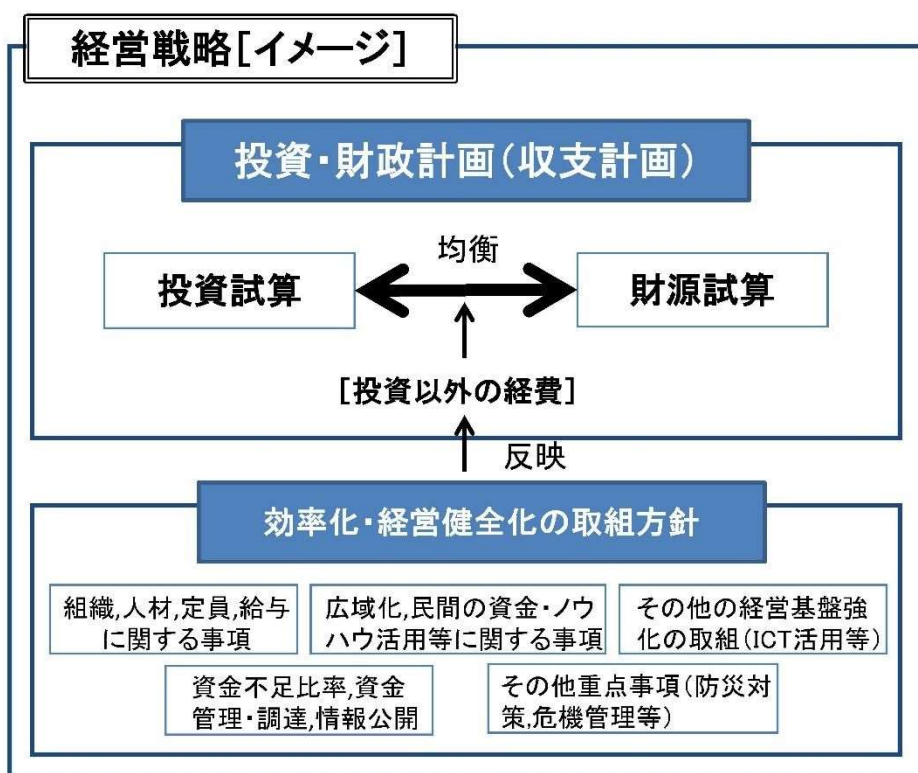 経営戦略[イメージ]
投資・財政計画(収支計画)
均衡
投資試算
財源試算
[投資以外の経費]
反映
効率化・経営健全化の取組方針
組織,人材,定員,給与
に関する事項
広域化,民間の資金・ノウ
ハウ活用等に関する事項
その他の経営基盤強
化の取組(ICT活用等)
資金不足比率,資金
管理・調達,情報公開
その他重点事項(防災対
策,危機管理等)